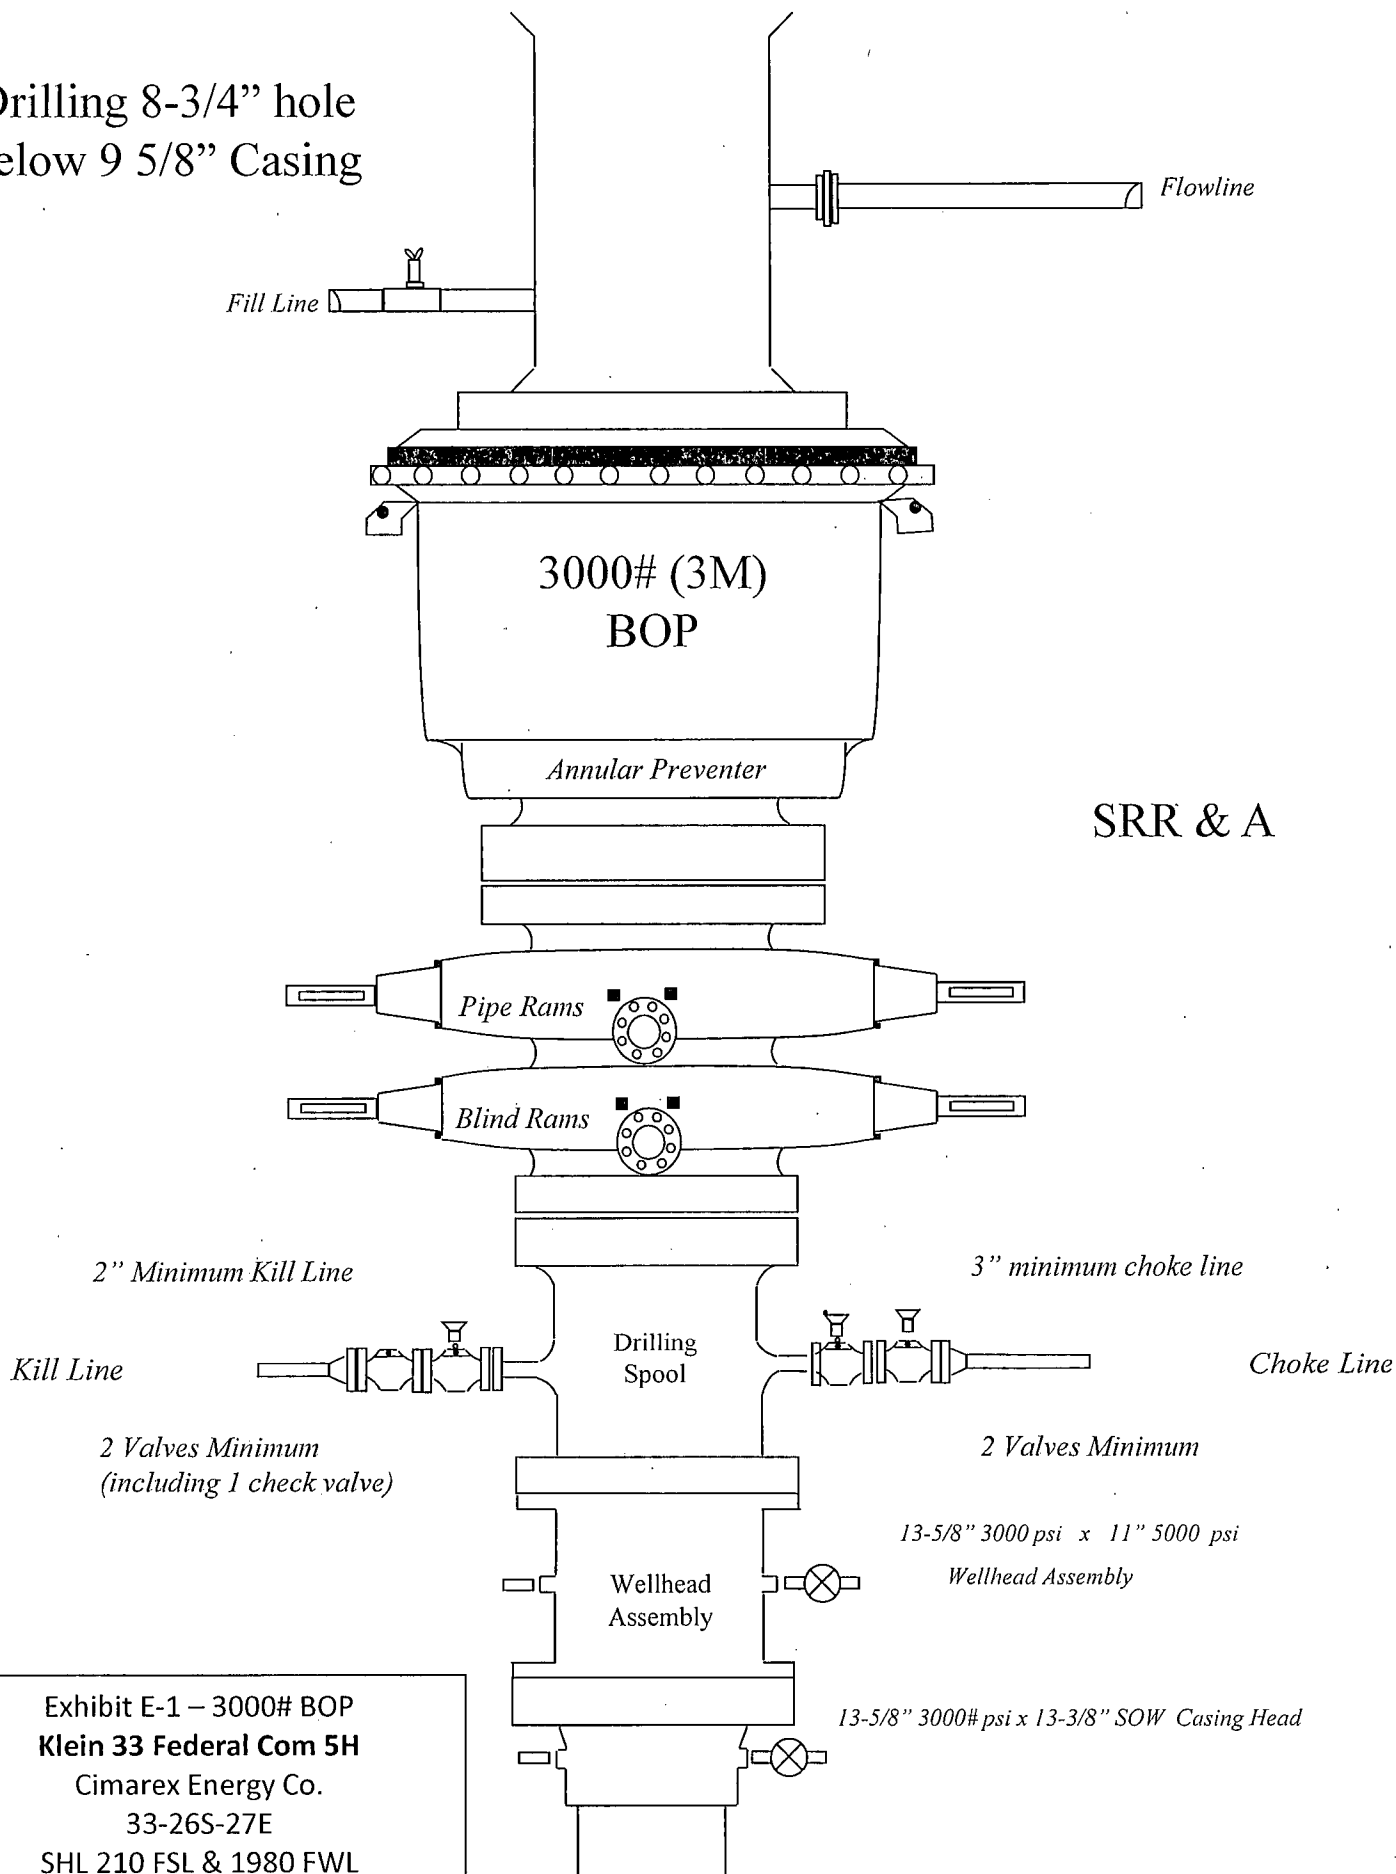 Drilling 8-3/4” hole
elow 9 5/8” Casing
Flowline
Fill Line
3000# (3M)
BOP
Annular Preventer
SRR & A
Pipe Rams
Blind Rams
2” Minimum Kill Line
3” minimum choke line
Drilling
Spool
Kill Line
Choke Line
2 Valves Minimum
(including 1 check valve)
2 Valves Minimum
13-5/8” 3000 psi x 11” 5000 psi
Wellhead Assembly
Wellhead
Assembly
Exhibit E-1 – 3000# BOP
Klein 33 Federal Com 5H
Cimarex Energy Co.
33-26S-27E
SHL 210 FSL & 1980 FWL
13-5/8” 3000# psi x 13-3/8” SOW Casing Head